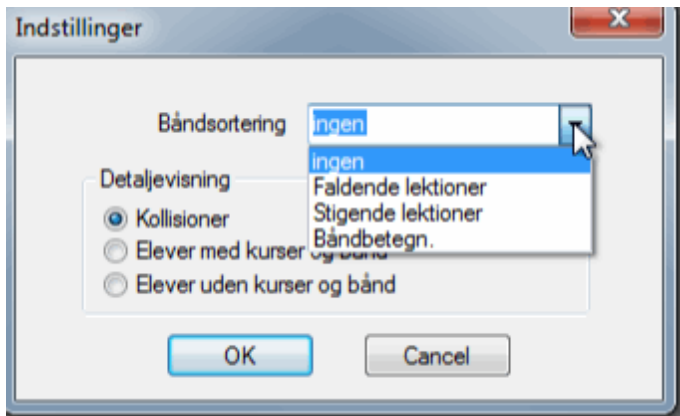 Indstillinger
Båndsortering ingen
ingen
Faldende lektioner
Stigende lektioner
Båndbetegn.
Detaljevisning
Kollisioner
Elever med kurser og bånd
Elever uden kurser og bånd
OK Cancel